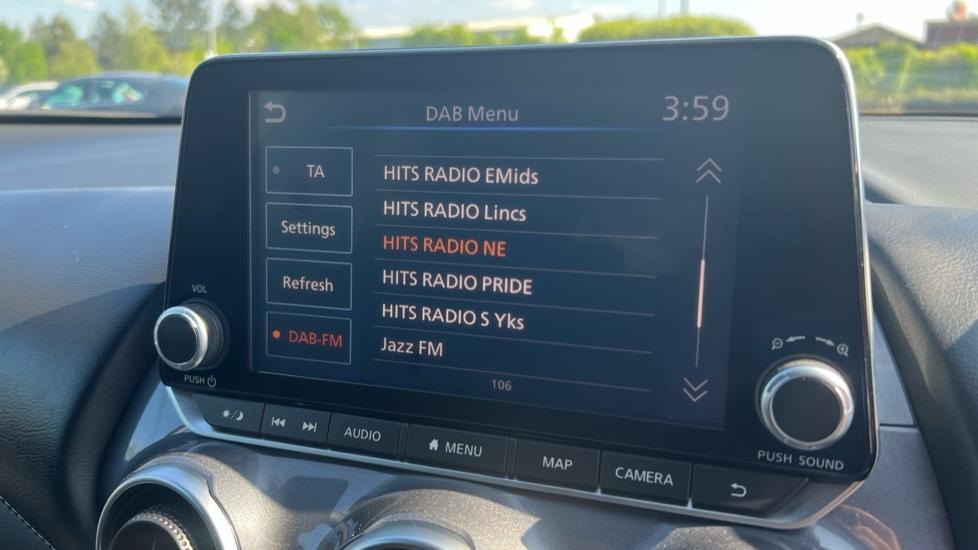 DAB Menu
3:59
TA
Settings
Refresh
DAB-FM
HITS RADIO EMids
HITS RADIO Lincs
HITS RADIO NE
HITS RADIO PRIDE
HITS RADIO S Yks
Jazz FM
106
VOL
PUSH
PUSH SOUND
AUDIO
MENU
MAP
CAMERA